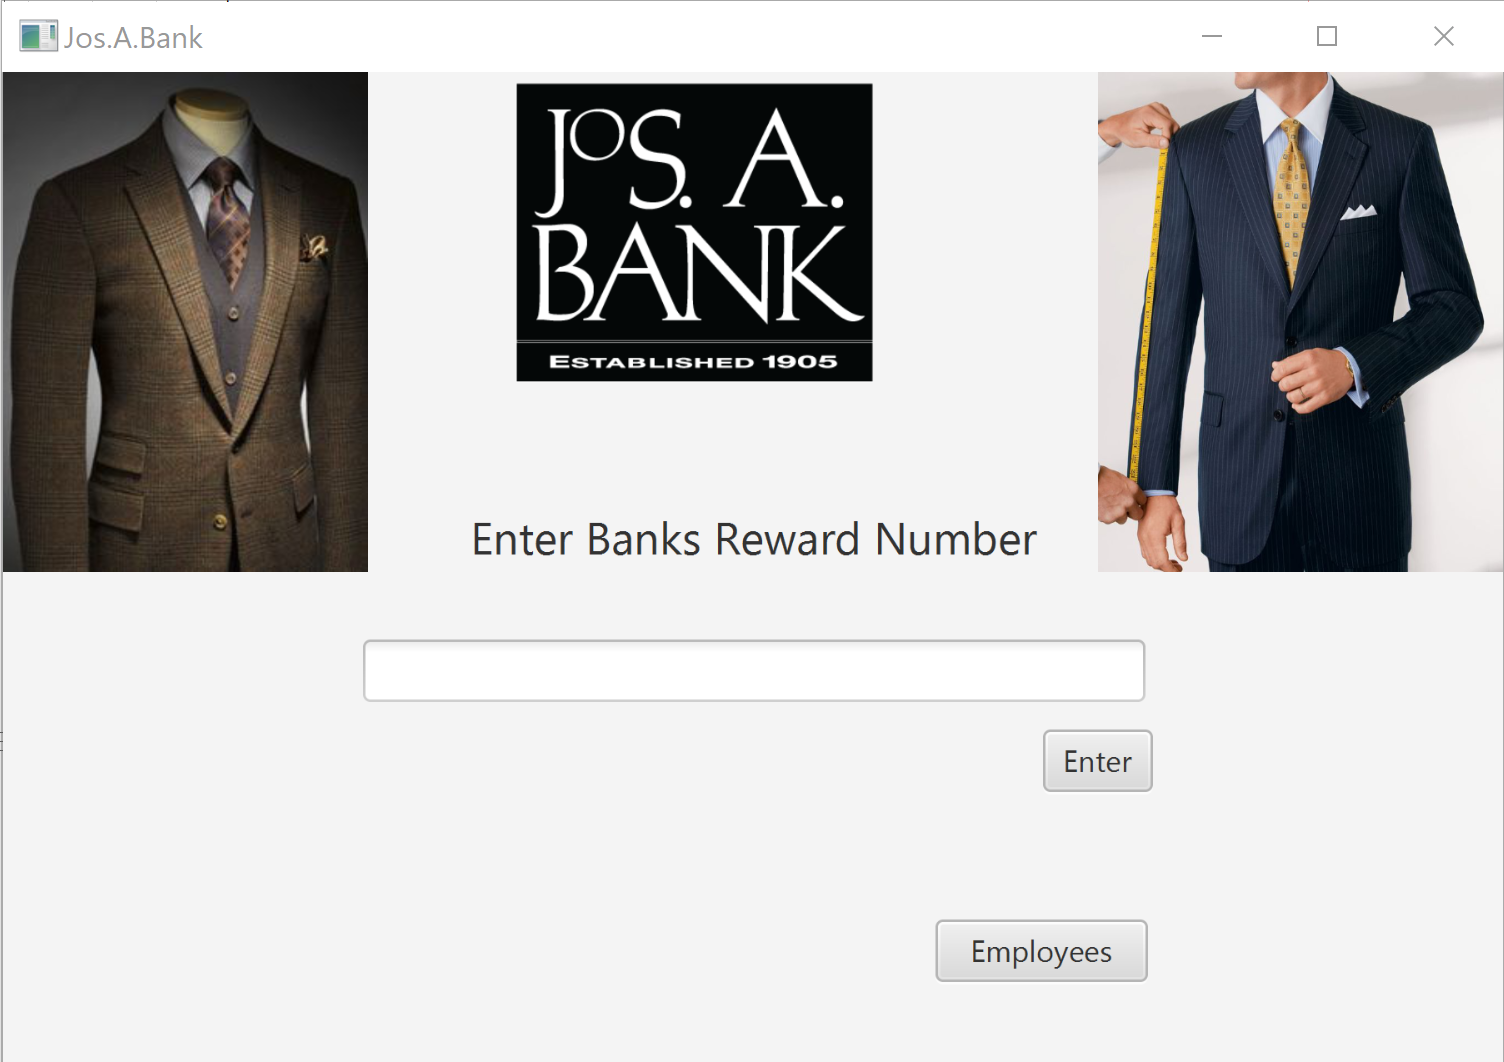 Jos.A.Bank
JOS. A.
BANK
ESTABLISHED 1905
Enter Banks Reward Number
Enter
Employees